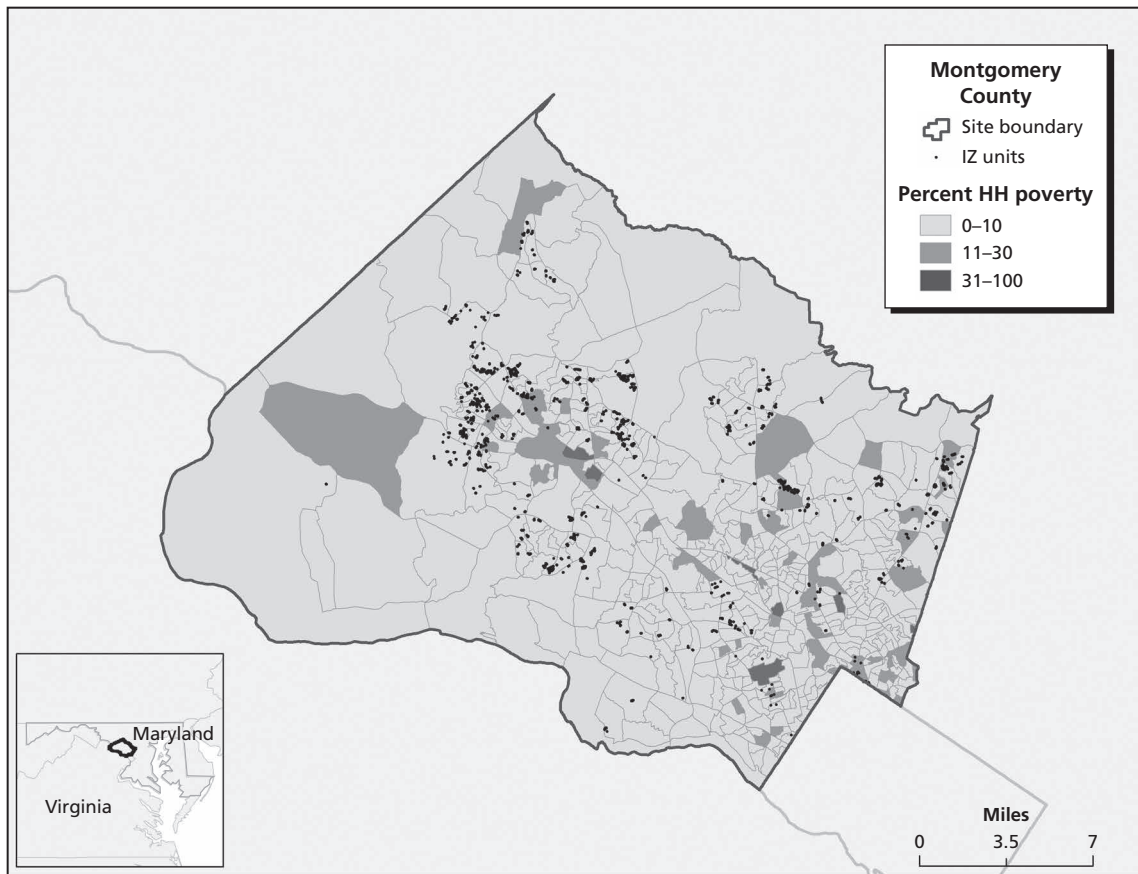 Montgomery
County
Site boundary
IZ units
Percent HH poverty
0–10
11–30
31–100
Maryland
Virginia
Miles
0 3.5 7